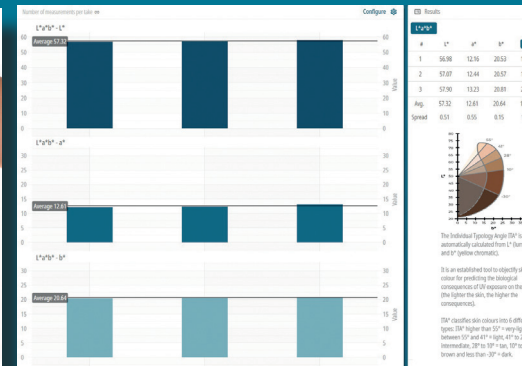 Number of measurements per take
Configure
L*a*b* - L*
60
50
40
30
20
10
0
Average 57.32
60
50
40
30
20
10
0
Value
L*a*b* - a*
30
25
20
15
10
5
0
Average 12.61
30
25
20
15
10
5
0
Value
L*a*b* - b*
30
25
20
15
10
5
0
Average 20.64
30
25
20
15
10
5
0
Value
Results
L*a*b*
# L* a* b*
1 56.98 12.16 20.53
2 57.07 12.44 20.57
3 57.90 13.23 20.81
Avg. 57.32 12.61 20.64
Spread 0.51 0.55 0.15
L*
b*
The Individual Typology Angle ITA° is
automatically calculated from L*
and b* (yellow chromatic).
It is an established tool to objectify
colour for predicting the biological
consequences of UV exposure on the
(the lighter the skin, the higher the
consequences).
ITA° classifies skin colours into 6
types: ITA° higher than 55° =
between 55° and 41° = light, 41° to
intermediate, 28° to 10° = tan, 10° to
brown and less than -30° = dark.